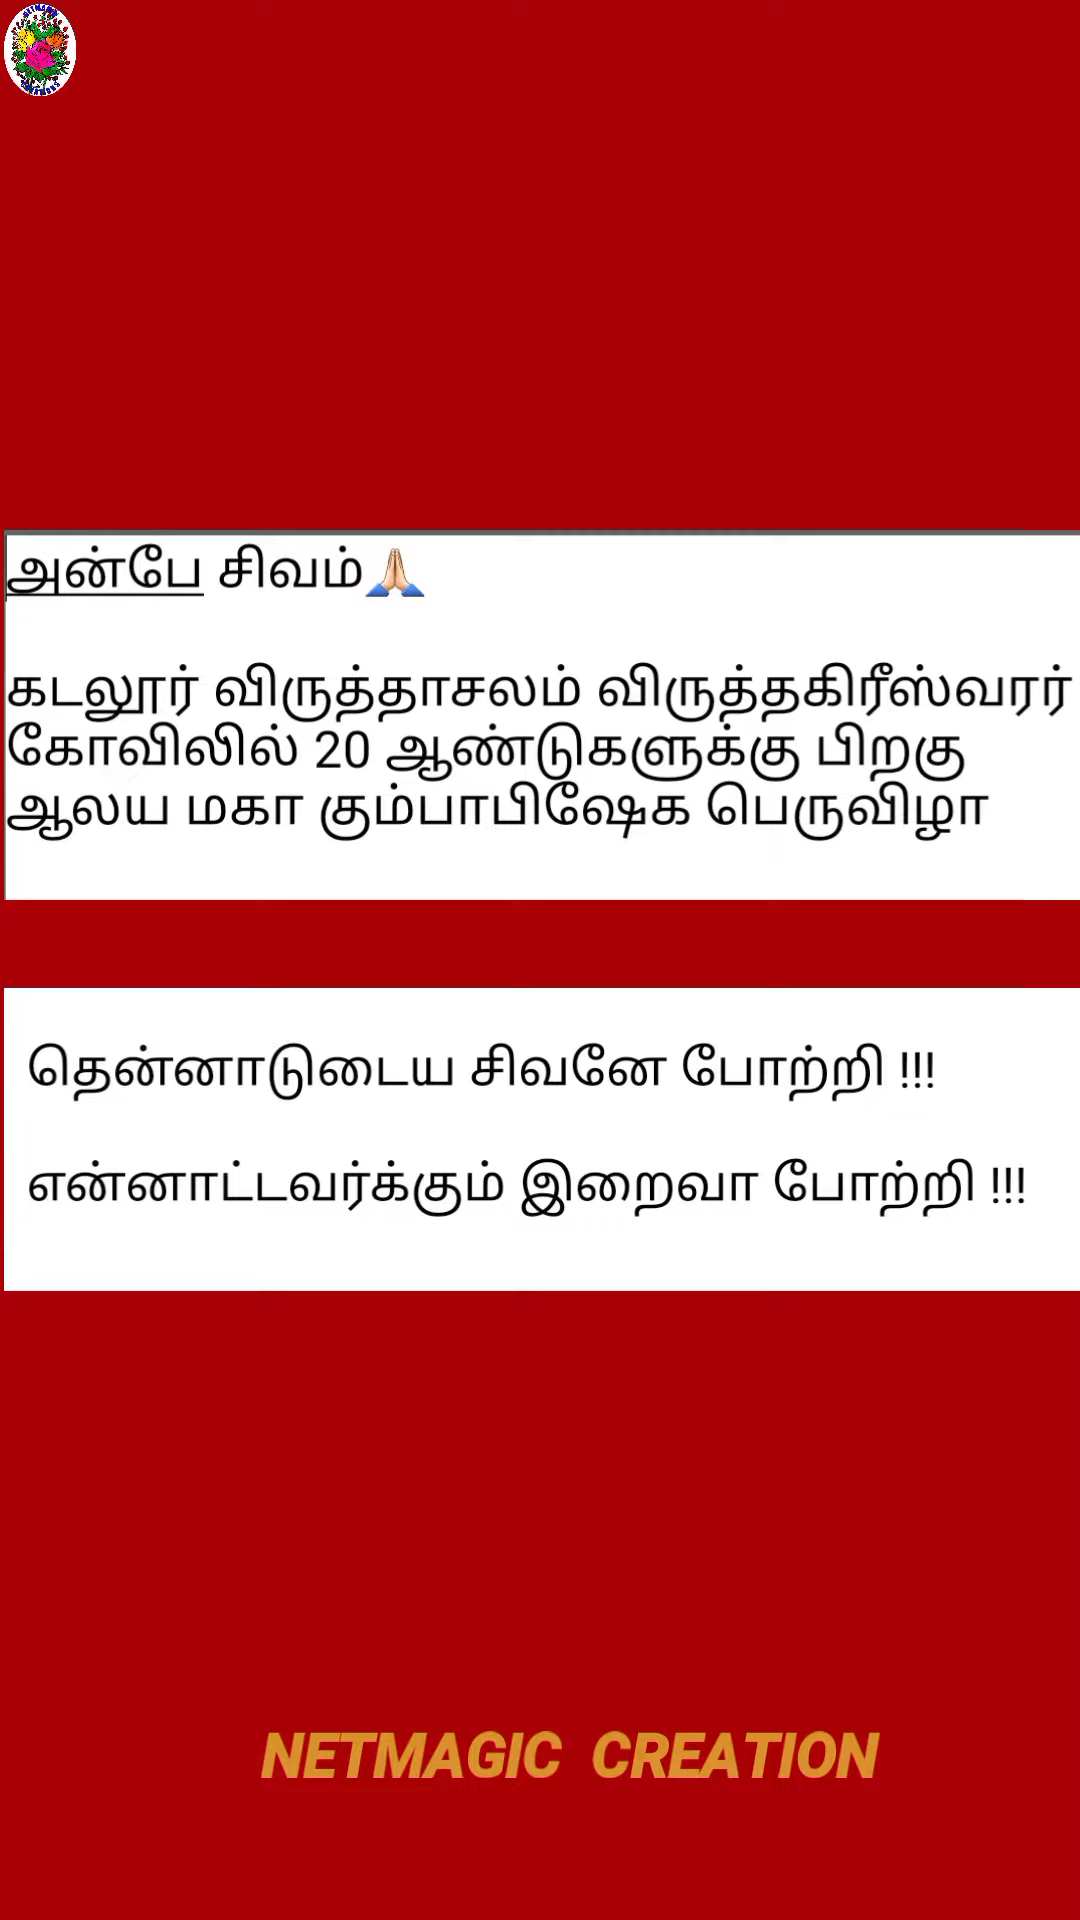 அன்பே சிவம்🙏🏻
கடலூர் விருத்தாசலம் விருத்தகிரீஸ்வரர்
கோவிலில் 20 ஆண்டுகளுக்கு பிறகு
ஆலய மகா கும்பாபிஷேக பெருவிழா
தென்னாடுடைய சிவனே போற்றி !!!
என்னாட்டவர்க்கும் இறைவா போற்றி !!!
NETMAGIC CREATION